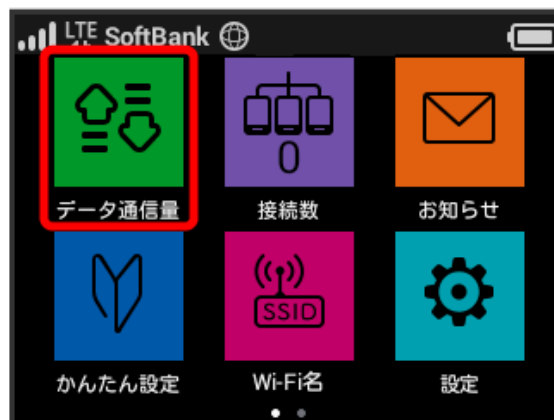 LTE SoftBank
0
データ通信量 接続数 お知らせ
SSID
かんたん設定 Wi-Fi名 設定